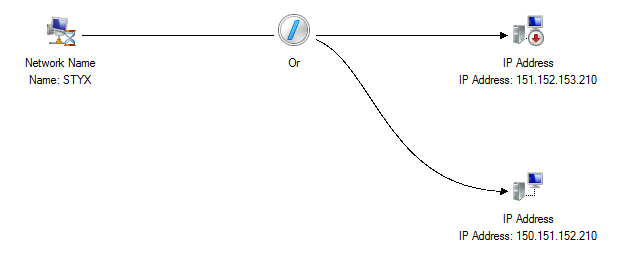 Network Name
Name: STYX
Or
IP Address
IP Address: 151.152.153.210
IP Address
IP Address: 150.151.152.210